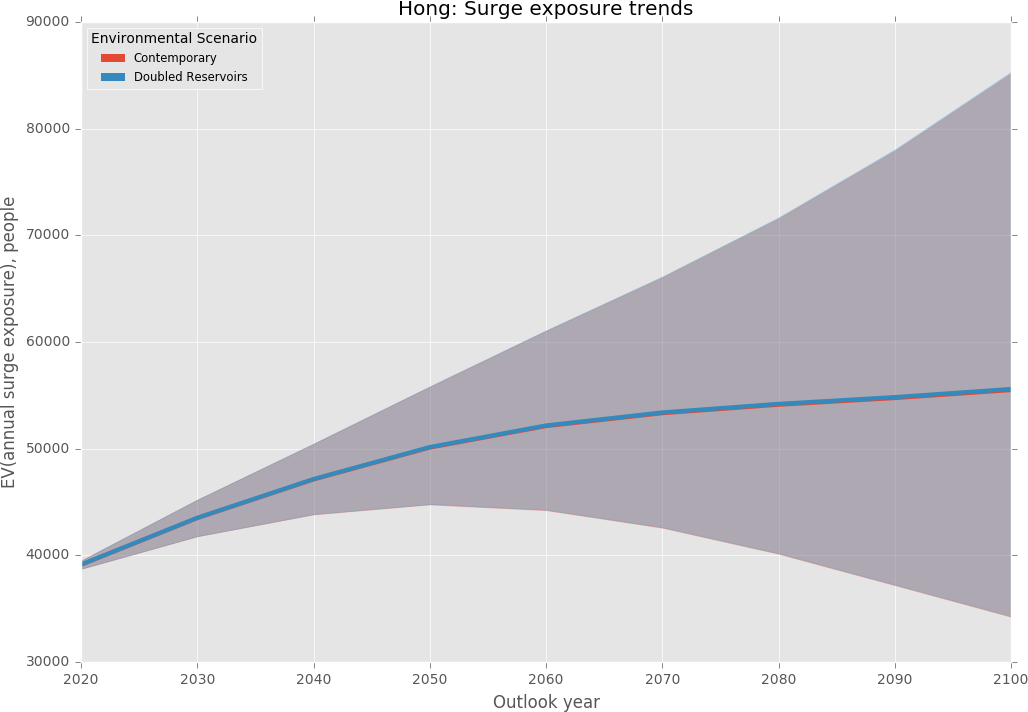 Hong: Surge exposure trends
Environmental Scenario
Contemporary
Doubled Reservoirs
EV(annual surge exposure), people
90000
80000
70000
60000
50000
40000
30000
2020 2030 2040 2050 2060 2070 2080 2090 2100
Outlook year